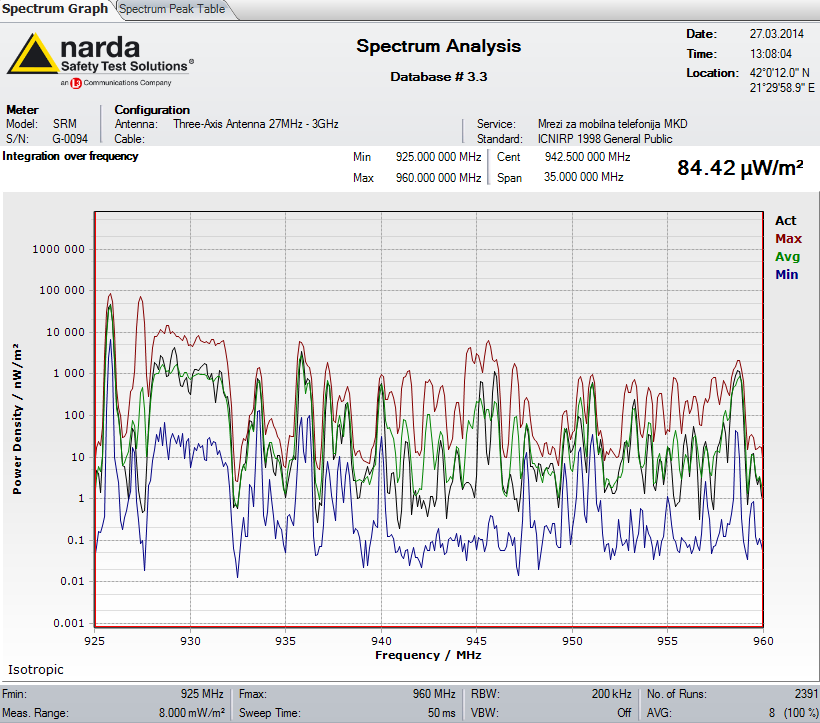 Spectrum Graph Spectrum Peak Table
narda
Safety Test Solutions®
an L3 Communications Company
Spectrum Analysis
Database # 3.3
Date: 27.03.2014
Time: 13:08:04
Location: 42°0'12.0" N
21°29'58.9" E
Meter
Model: SRM
S/N: G-0094
Configuration
Antenna: Three-Axis Antenna 27MHz - 3GHz
Cable:
Service: Mrezi za mobilna telefonija MKD
Standard: ICNIRP 1998 General Public
Integration over frequency
Min 925.000 000 MHz Cent 942.500 000 MHz
Max 960.000 000 MHz Span 35.000 000 MHz
84.42 µW/m²
Act
Max
Avg
Min
Power Density / nW/m²
1000 000
100 000
10 000
1 000
100
10
1
0.1
0.01
0.001
925 930 935 940 945 950 955 960
Frequency / MHz
Isotropic
Fmin: 925 MHz Fmax: 960 MHz RBW: 200 kHz No. of Runs: 2391
Meas. Range: 8.000 mW/m² Sweep Time: 50 ms VBW: Off AVG: 8 (100 %)